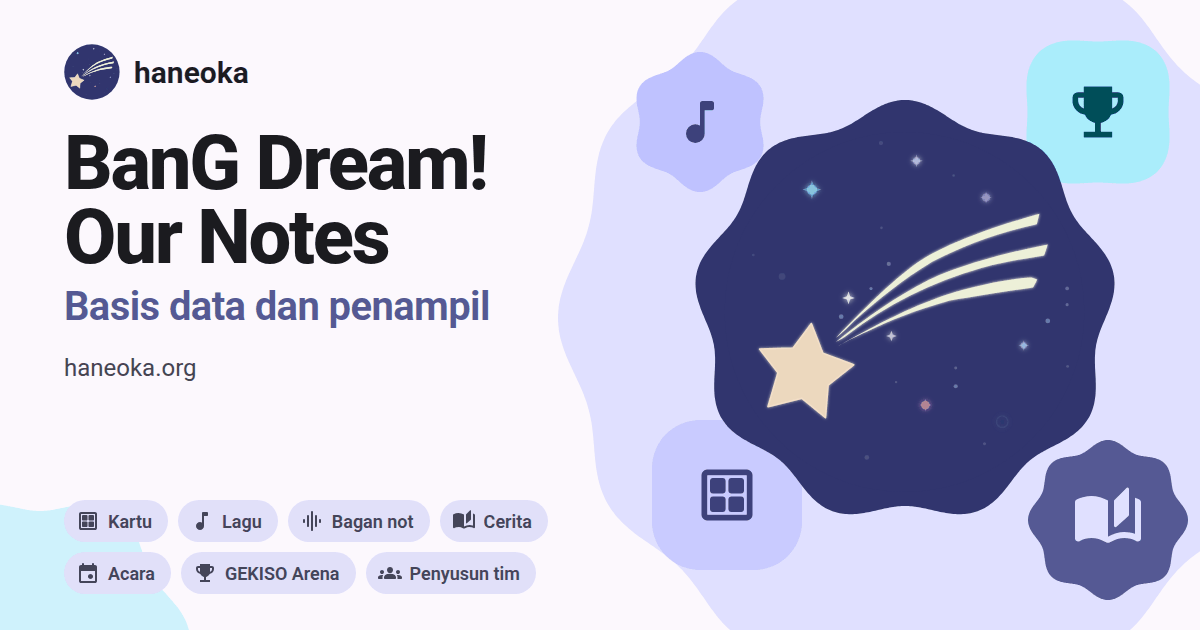 haneoka
BanG Dream!
Our Notes
Basis data dan penampil
haneoka.org
Kartu
Lagu
Bagan not
Cerita
Acara
GEKISO Arena
Penyusun tim